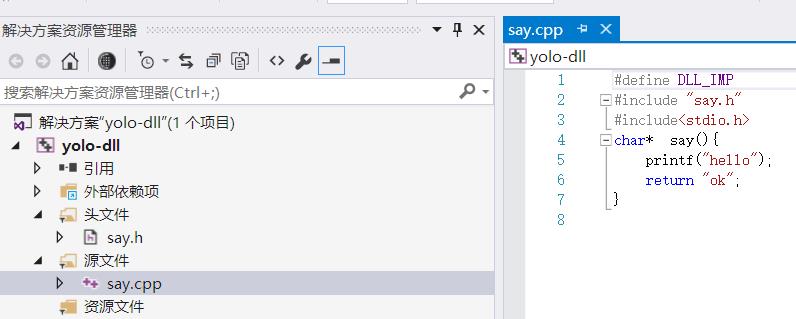 解决方案资源管理器
搜索解决方案资源管理器(Ctrl+;)
解决方案"yolo-dll"(1 个项目)
yolo-dll
引用
外部依赖项
头文件
say.h
源文件
say.cpp
资源文件
say.cpp
yolo-dll
1 #define DLL_IMP
2 #include "say.h"
3 #include<stdio.h>
4 char*  say(){
5     printf("hello");
6     return "ok";
7 }
8